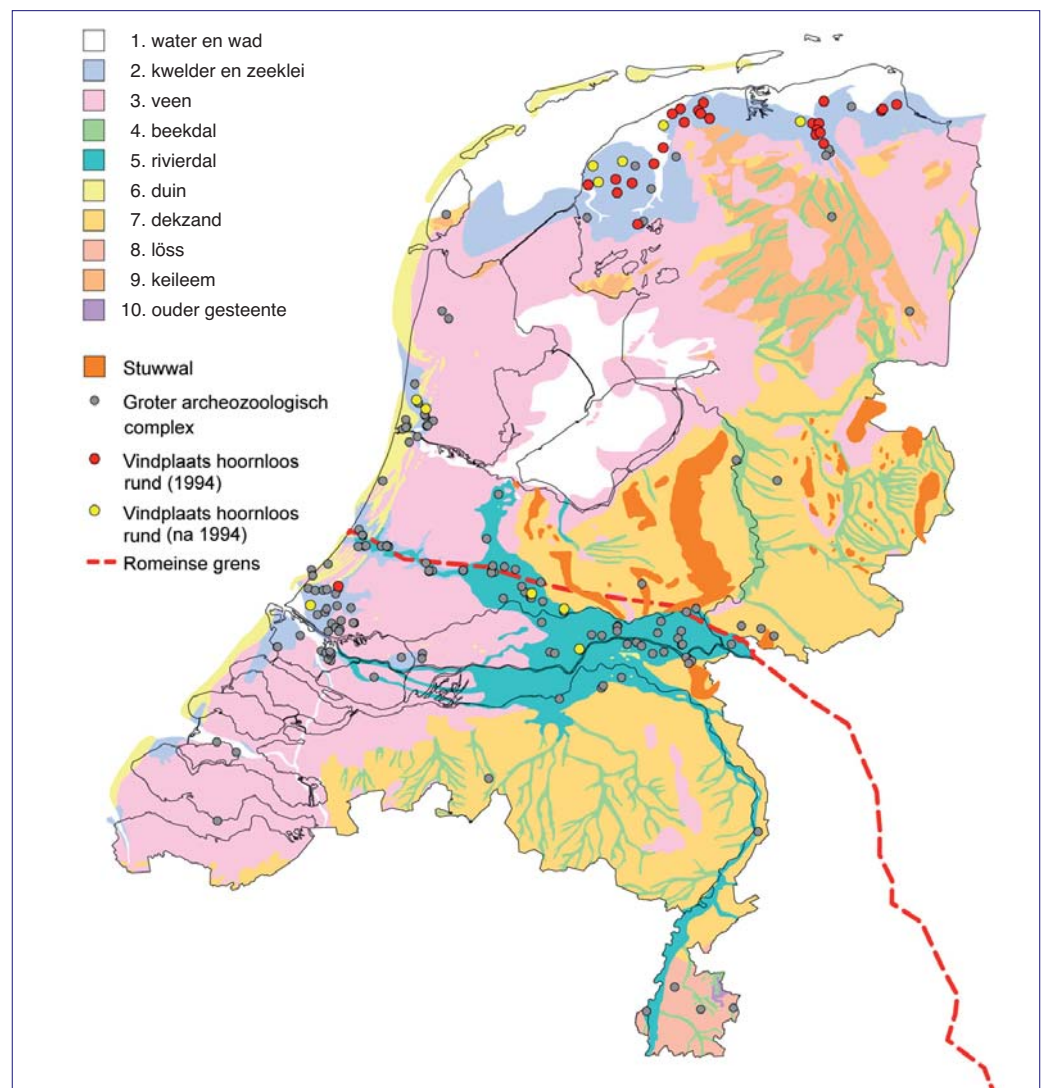 1. water en wad
2. kwelder en zeeklei
3. veen
4. beekdal
5. rivierdal
6. duin
7. dekzand
8. löss
9. keileem
10. ouder gesteente
Stuwwal
Groter archeozoologisch
complex
Vindplaats hoornloos
rund (1994)
Vindplaats hoornloos
rund (na 1994)
Romeinse grens